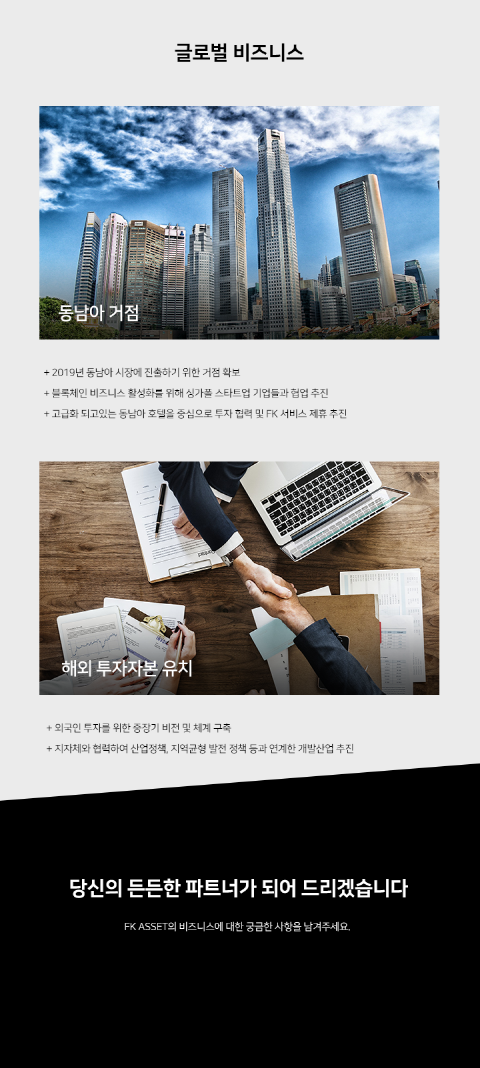 글로벌 비즈니스
동남아 거점
+ 2019년 동남아 시장에 진출하기 위한 거점 확보
+ 블록체인 비즈니스 활성화를 위해 싱가폴 스타트업 기업들과 협업 추진
+ 고급화 되고있는 동남아 호텔을 중심으로 투자 협력 및 FK 서비스 제휴 추진
해외 투자자본 유치
+ 외국인 투자를 위한 중장기 비전 및 체계 구축
+ 지자체와 협력하여 산업정책, 지역균형 발전 정책 등과 연계한 개발산업 추진
당신의 든든한 파트너가 되어 드리겠습니다
FK ASSET의 비즈니스에 대한 궁금한 사항을 남겨주세요.